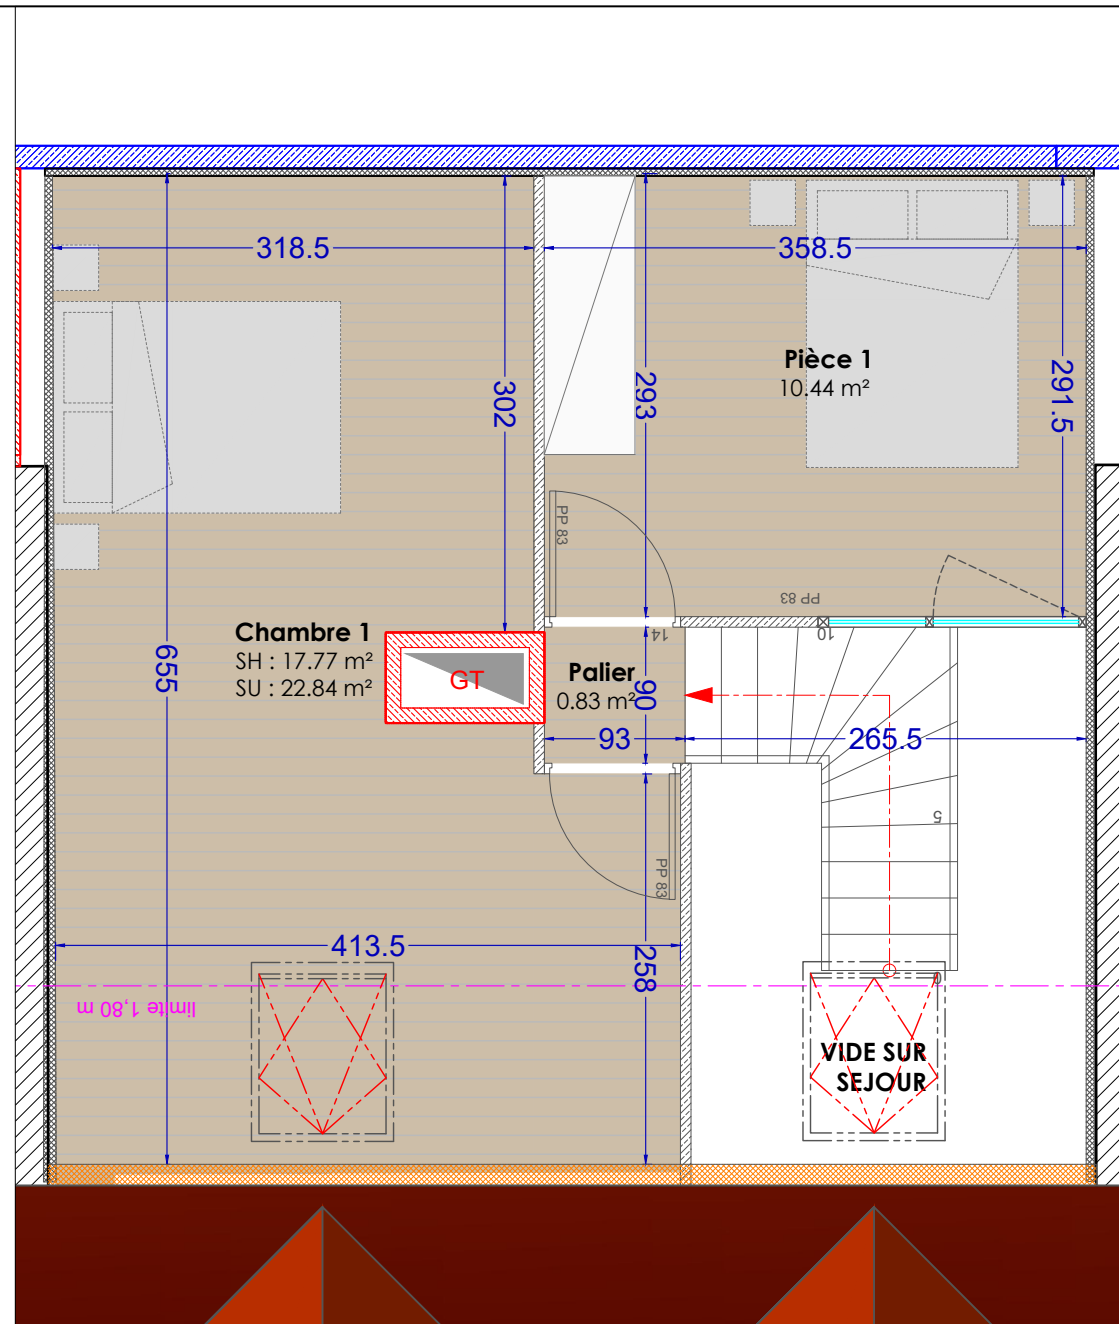 318.5
358.5
Pièce 1
10.44 m²
302
293
291.5
PP 83
PP 83
10
14
Chambre 1
SH : 17.77 m²
SU : 22.84 m²
655
GT
Palier
0.83 m²
90
93
265.5
5
PP 83
413.5
258
0
limite 1,80 m
VIDE SUR
SEJOUR